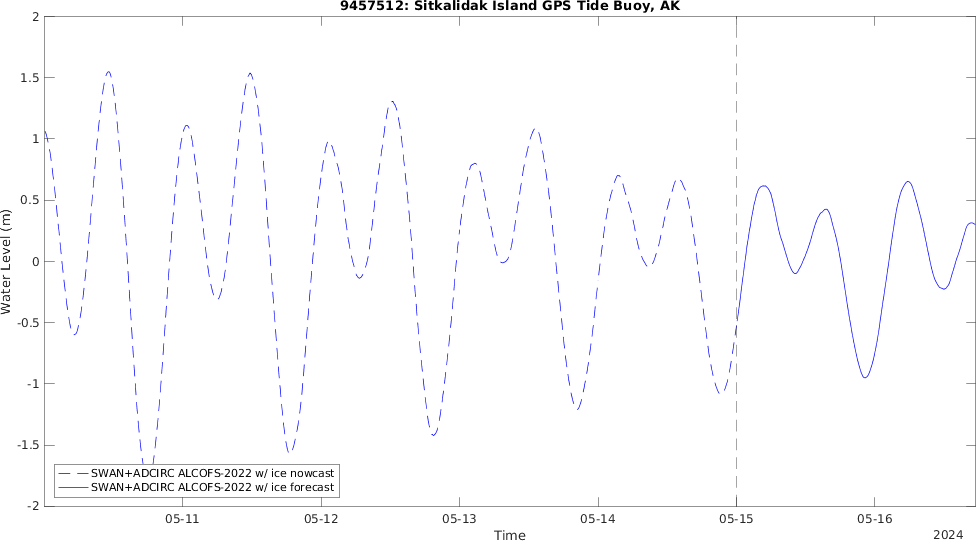 9457512: Sitkalidak Island GPS Tide Buoy, AK
2
1.5
1
0.5
0
-0.5
-1
-1.5
-2
Water Level (m)
SWAN+ADCIRC ALCOFS-2022 w/ ice nowcast
SWAN+ADCIRC ALCOFS-2022 w/ ice forecast
05-11 05-12 05-13 05-14 05-15 05-16
Time
2024